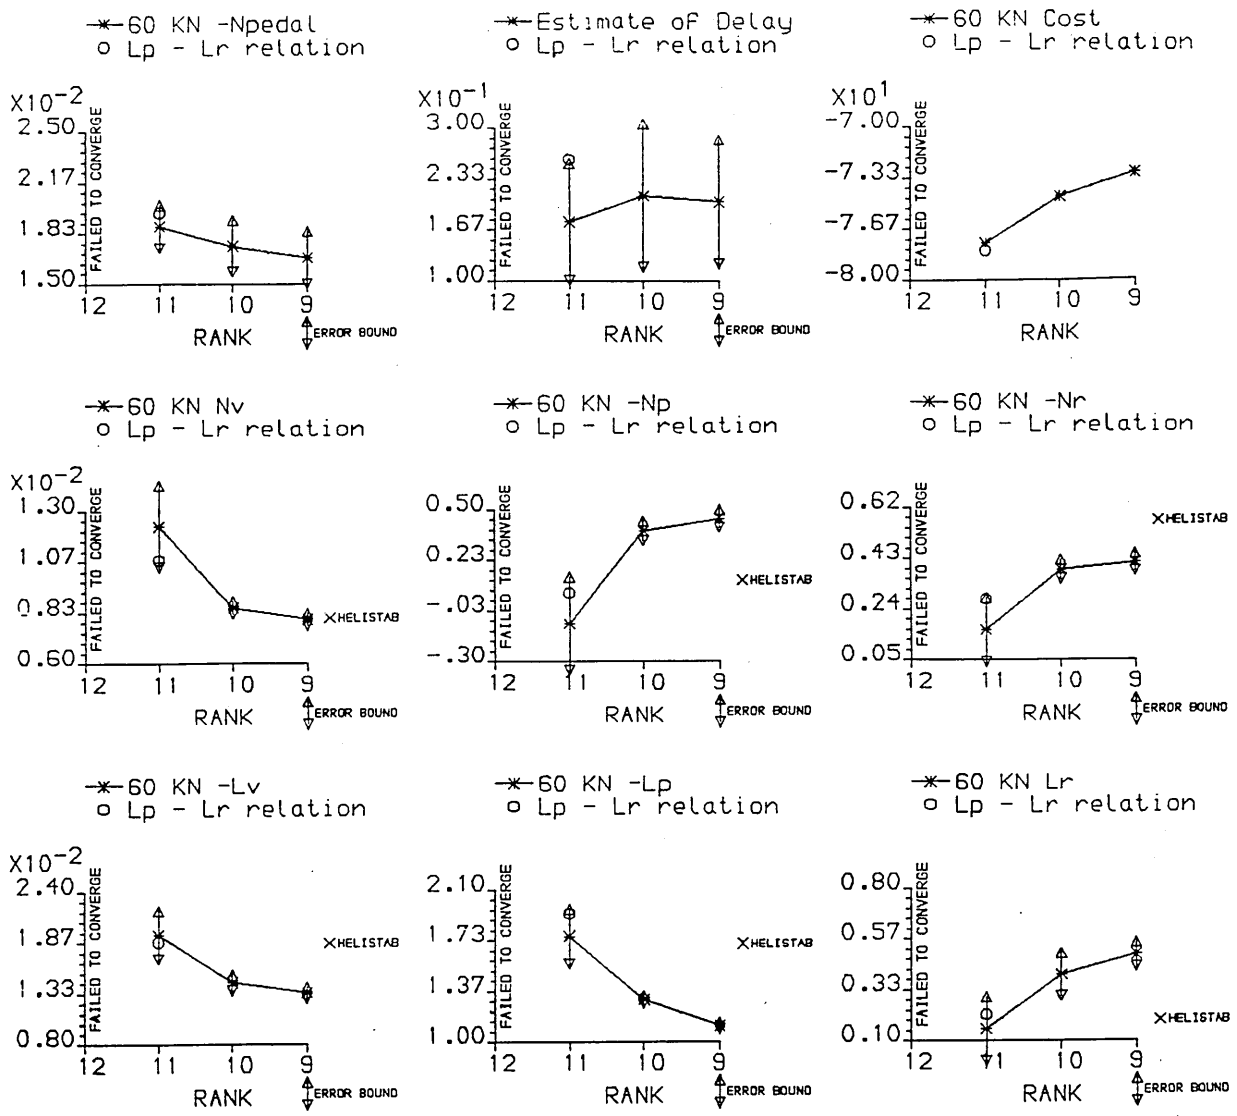 60 KN -Npedal
Lp - Lr relation
X10-2
2.50
2.17
1.83
1.50
FAILED TO CONVERGE
12 11 10 9
RANK
ERROR BOUND
Estimate of Delay
Lp - Lr relation
X10-1
3.00
2.33
1.67
1.00
FAILED TO CONVERGE
12 11 10 9
RANK
ERROR BOUND
60 KN Cost
Lp - Lr relation
X101
-7.00
-7.33
-7.67
-8.00
FAILED TO CONVERGE
12 11 10 9
RANK
60 KN Nv
Lp - Lr relation
X10-2
1.30
1.07
0.83
0.60
FAILED TO CONVERGE
HELISTAB
12 11 10 9
RANK
ERROR BOUND
60 KN -Np
Lp - Lr relation
0.50
0.23
-.03
-.30
FAILED TO CONVERGE
HELISTAB
12 11 10 9
RANK
ERROR BOUND
60 KN -Nr
Lp - Lr relation
0.62
0.43
0.24
0.05
FAILED TO CONVERGE
HELISTAB
12 11 10 9
RANK
ERROR BOUND
60 KN -Lv
Lp - Lr relation
X10-2
2.40
1.87
1.33
0.80
FAILED TO CONVERGE
HELISTAB
12 11 10 9
RANK
ERROR BOUND
60 KN -Lp
Lp - Lr relation
2.10
1.73
1.37
1.00
FAILED TO CONVERGE
HELISTAB
12 11 10 9
RANK
ERROR BOUND
60 KN Lr
Lp - Lr relation
0.80
0.57
0.33
0.10
FAILED TO CONVERGE
HELISTAB
12 11 10 9
RANK
ERROR BOUND